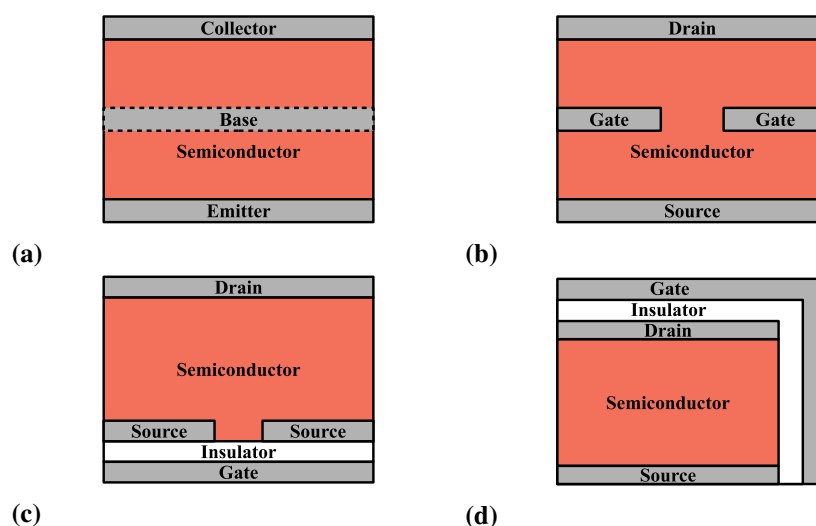 Collector
Base
Semiconductor
Emitter
(a)
Drain
Gate Gate
Semiconductor
Source
(b)
Drain
Semiconductor
Source Source
Insulator
Gate
(c)
Gate
Insulator
Drain
Semiconductor
Source
(d)